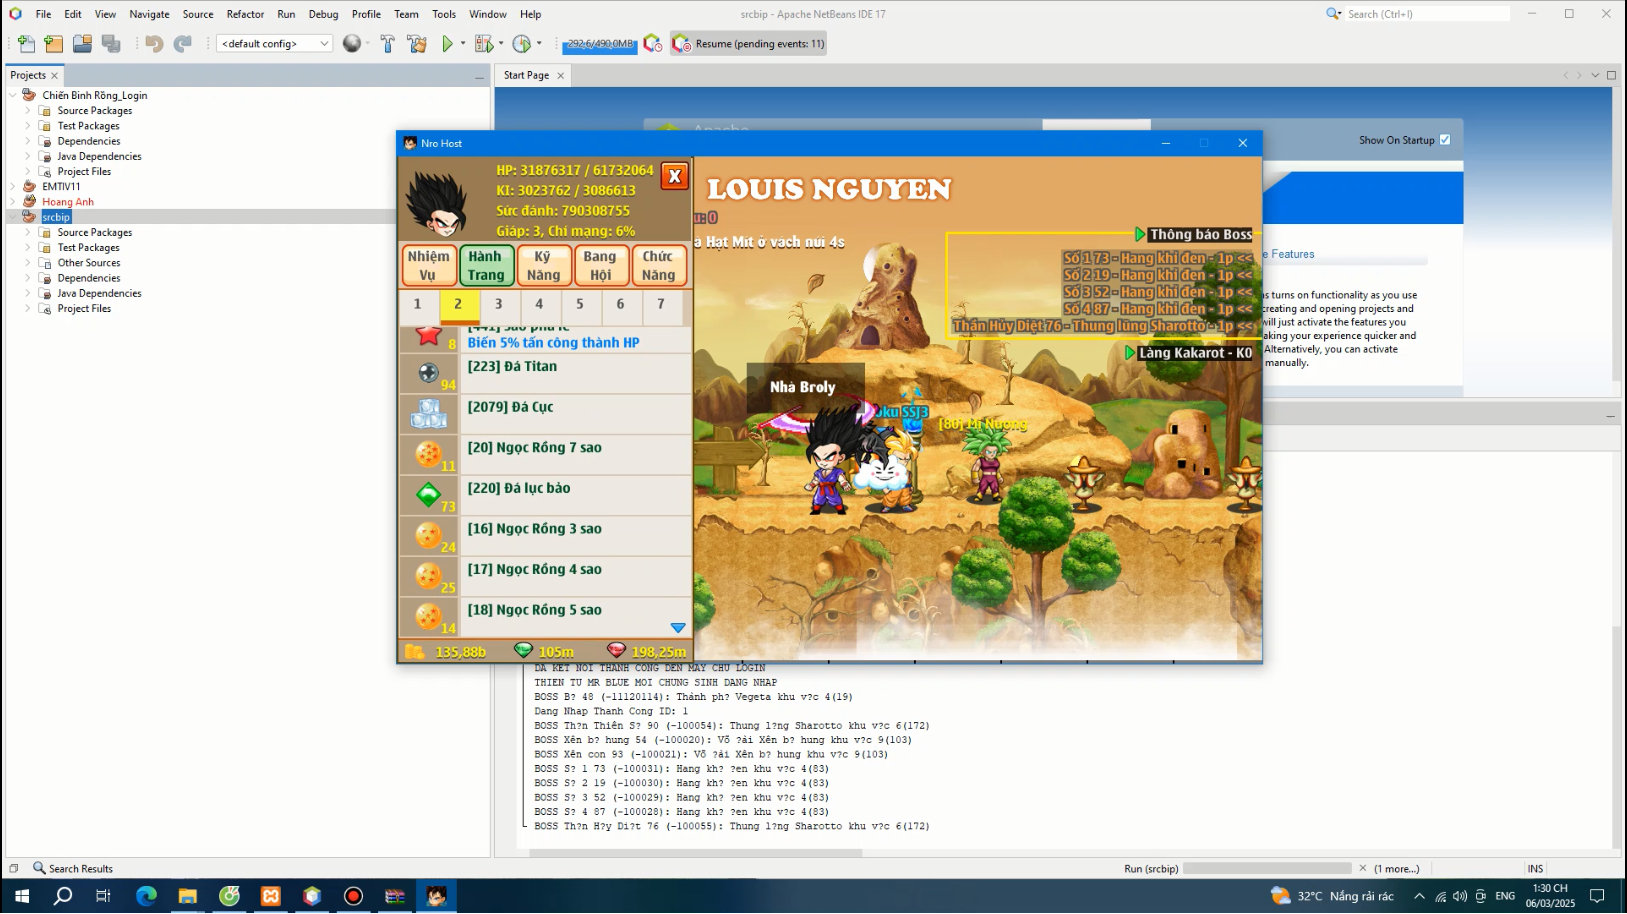 File Edit View Navigate Source Refactor Run Debug Profile Team Tools Window Help
srcbip - Apache NetBeans IDE 17
Search (Ctrl+I)
<default config>
292,6/490,0MB
Resume (pending events: 11)
Projects
Start Page
Chiến Binh Rồng_Login
Source Packages
Test Packages
Dependencies
Java Dependencies
Project Files
EMTIV11
Hoang Anh
srcbip
Source Packages
Test Packages
Other Sources
Dependencies
Java Dependencies
Project Files
Apache
Show On Startup
e Features
ns turns on functionality as you use
creating and opening projects and
will just activate the features you
aking your experience quicker and
Alternatively, you can activate
manually.
Nro Host
HP: 31876317 / 61732064
KI: 3023762 / 3086613
Sức đánh: 790308755
Giáp: 3, Chí mạng: 6%
X
Nhiệm Vụ
Hành Trang
Kỹ Năng
Bang Hội
Chức Năng
1 2 3 4 5 6 7
[441] Sao pha lê
8 Biến 5% tấn công thành HP
[223] Đá Titan
94
[2079] Đá Cục
[20] Ngọc Rồng 7 sao
11
[220] Đá lục bảo
73
[16] Ngọc Rồng 3 sao
24
[17] Ngọc Rồng 4 sao
25
[18] Ngọc Rồng 5 sao
14
135,88b 105m 198,25m
LOUIS NGUYEN
u: 0
a Hạt Mít ở vách núi 4s
Thông báo Boss
Số 1 73 - Hang khỉ đen - 1p <<
Số 2 19 - Hang khỉ đen - 1p <<
Số 3 52 - Hang khỉ đen - 1p <<
Số 4 87 - Hang khỉ đen - 1p <<
Thần Hủy Diệt 76 - Thung lũng Sharotto - 1p <<
Làng Kakarot - K0
Nhà Broly
oku SSJ3
[80] Mị Nương
DA KET NOI THANH CONG DEN MAY CHU LOGIN
THIEN TU MR BLUE MOI CHUNG SINH DANG NHAP
BOSS B? 48 (-11120114): Thánh ph? Vegeta khu v?c 4(19)
Dang Nhap Thanh Cong ID: 1
BOSS Th?n Thiên S? 90 (-100054): Thung l?ng Sharotto khu v?c 6(172)
BOSS Xên b? hung 54 (-100020): Võ ?ài Xên b? hung khu v?c 9(103)
BOSS Xên con 93 (-100021): Võ ?ài Xên b? hung khu v?c 9(103)
BOSS S? 1 73 (-100031): Hang kh? ?en khu v?c 4(83)
BOSS S? 2 19 (-100030): Hang kh? ?en khu v?c 4(83)
BOSS S? 3 52 (-100029): Hang kh? ?en khu v?c 4(83)
BOSS S? 4 87 (-100028): Hang kh? ?en khu v?c 4(83)
BOSS Th?n H?y Di?t 76 (-100055): Thung l?ng Sharotto khu v?c 6(172)
Search Results
Run (srcbip)
(1 more...)
INS
32°C Nắng rải rác
ENG
1:30 CH
06/03/2025